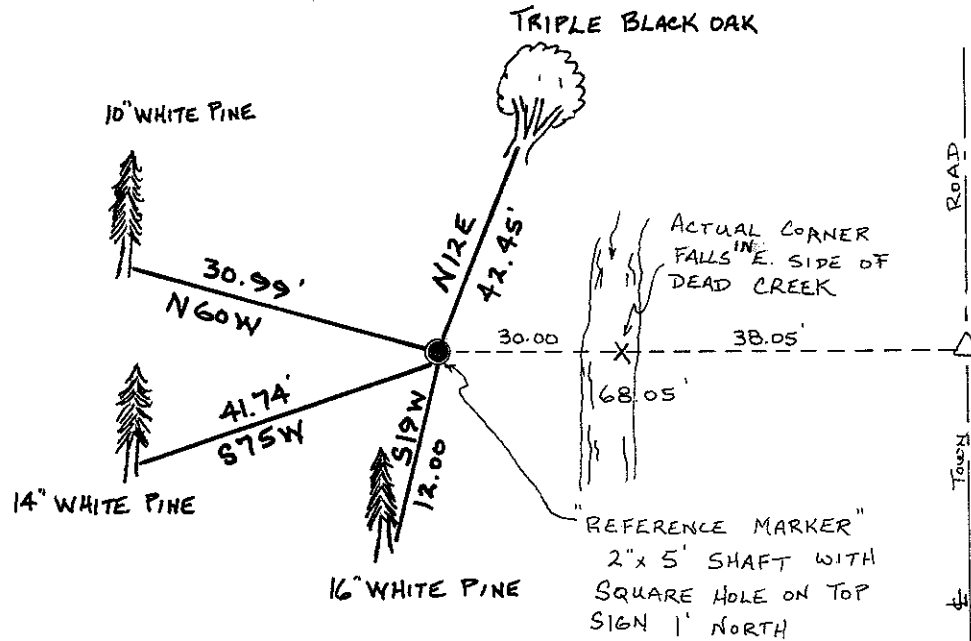 TRIPLE BLACK OAK
10" WHITE PINE
ROAD
ACTUAL CORNER
FALLS IN E. SIDE OF
DEAD CREEK
N12E
42.45'
30.99'
N60W
30.00
38.05'
68.05'
41.74'
S75W
S19W
12.00
14" WHITE PINE
TOWN
"REFERENCE MARKER"
2" x 5' SHAFT WITH
SQUARE HOLE ON TOP
SIGN 1' NORTH
16" WHITE PINE
℄